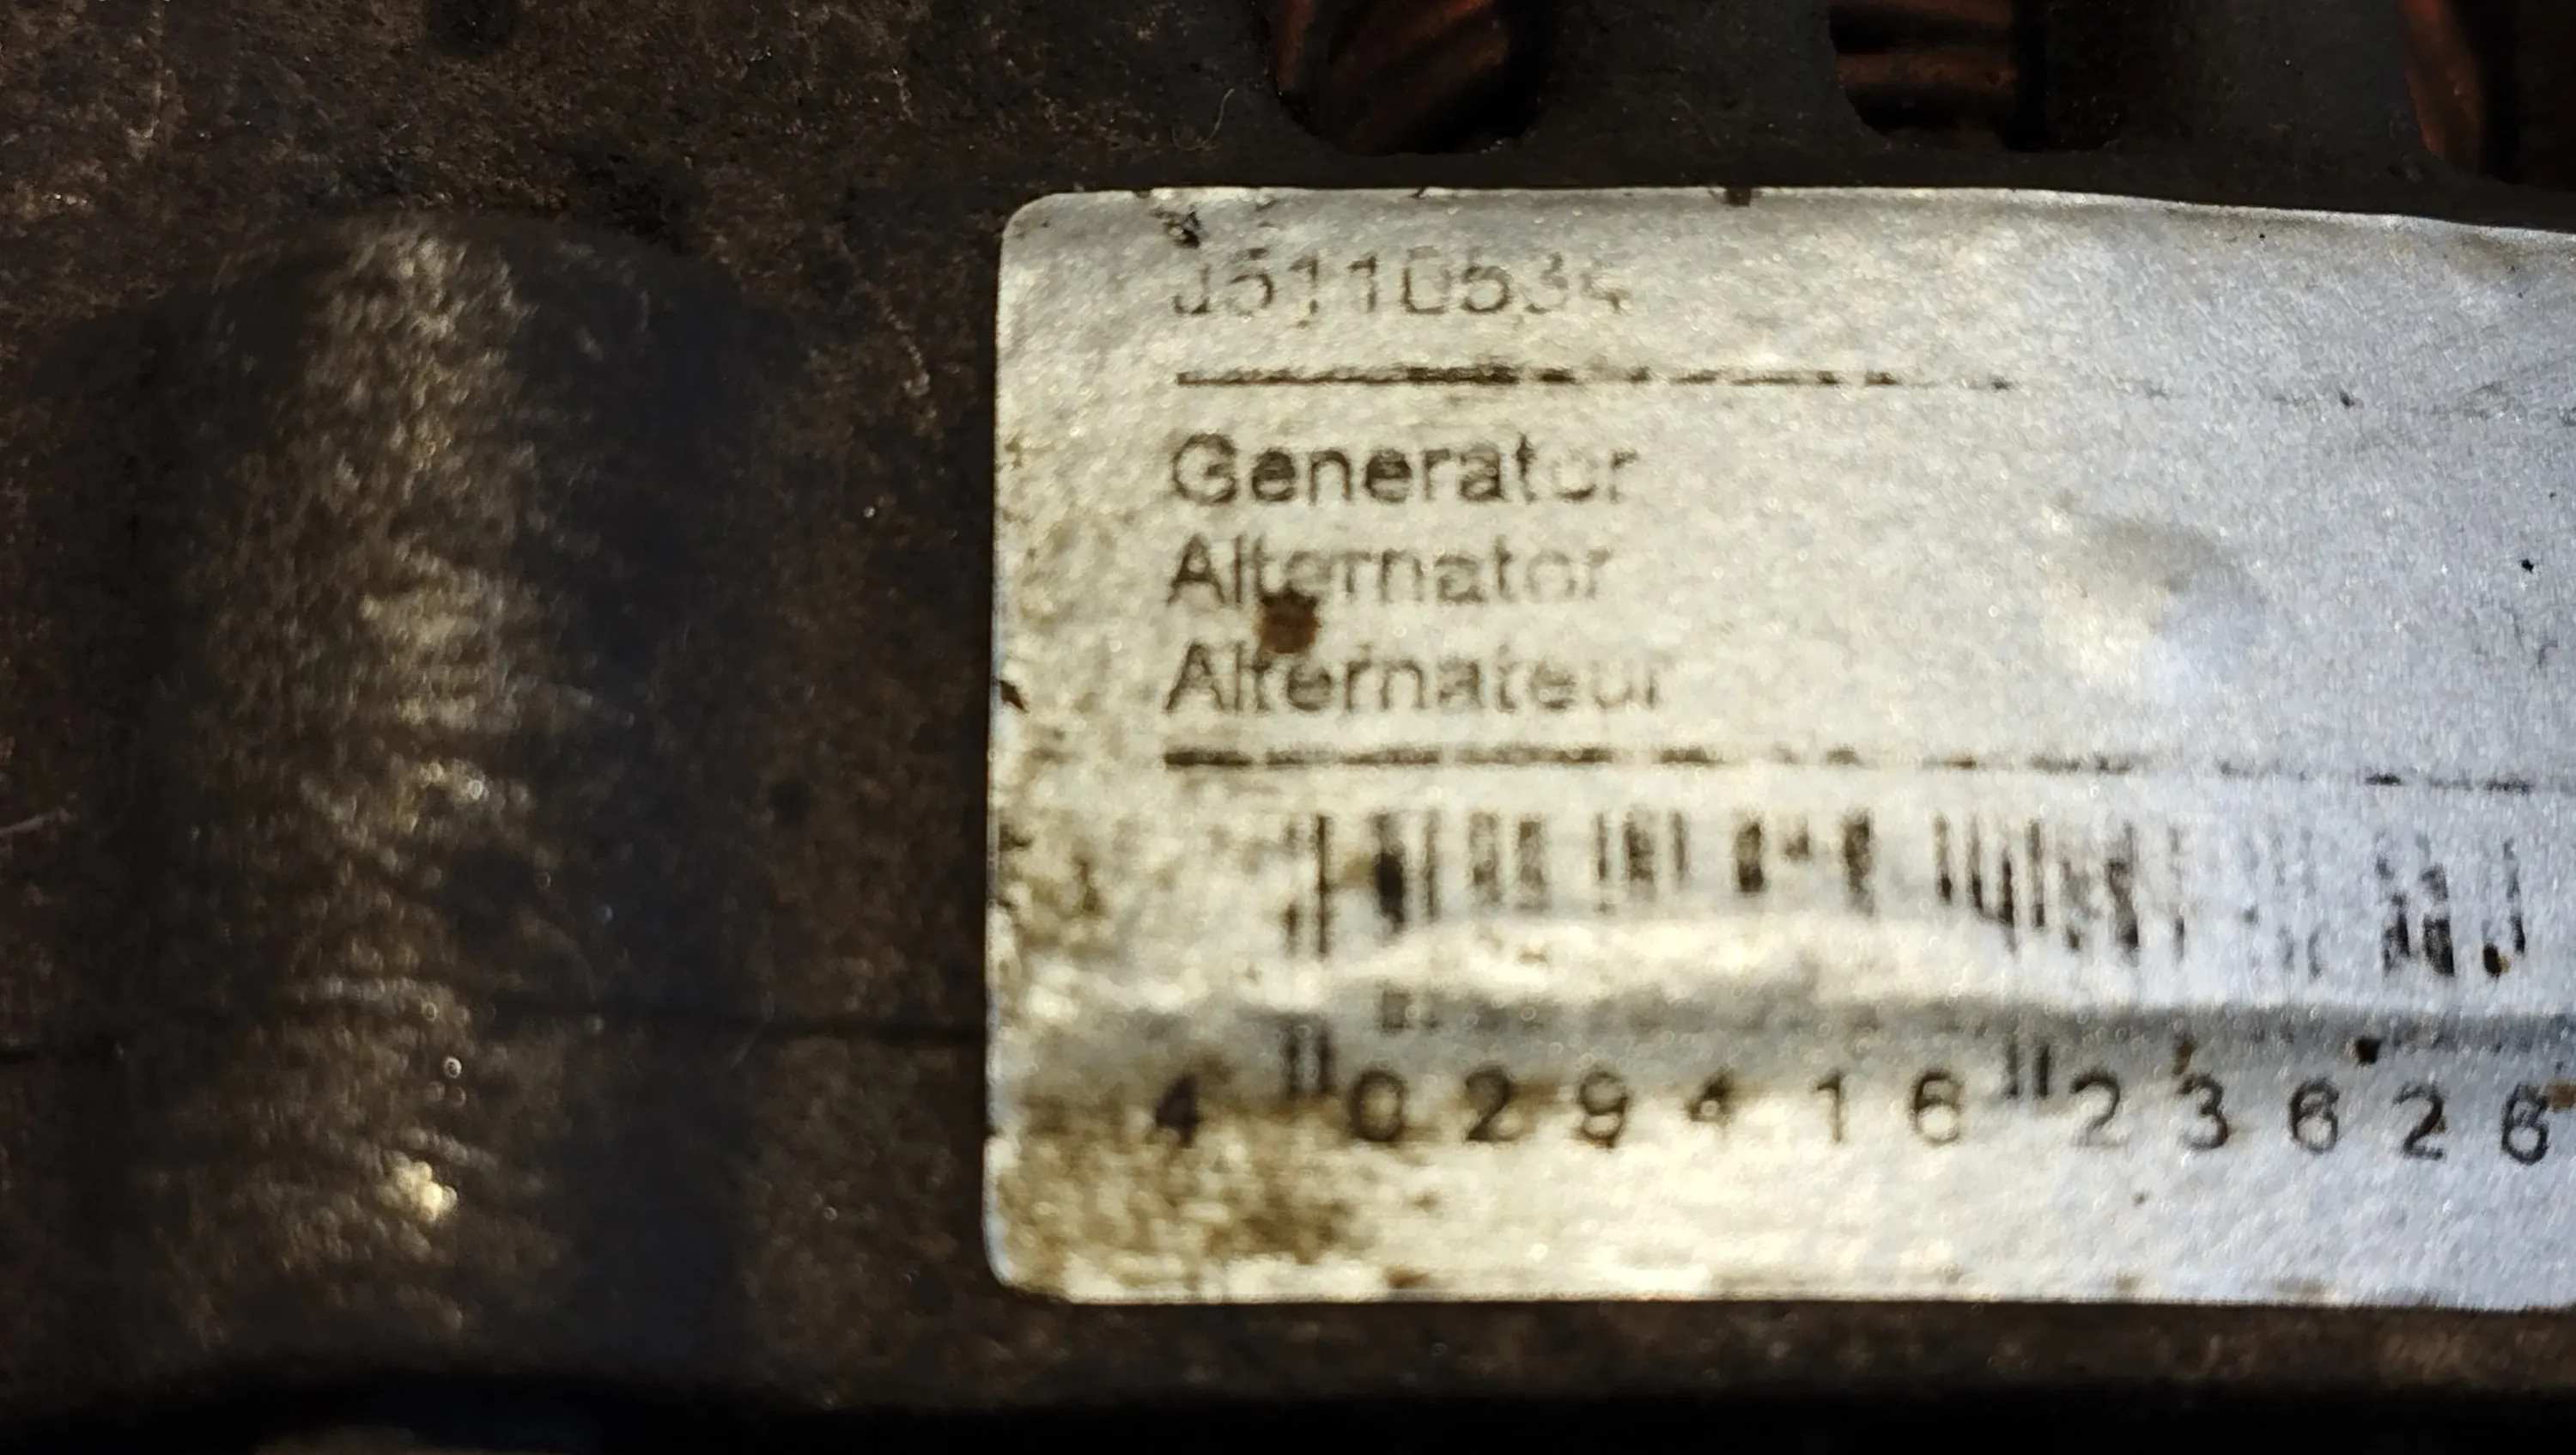 J5110534
Generator
Alternator
Alternateur
4 029416 23626